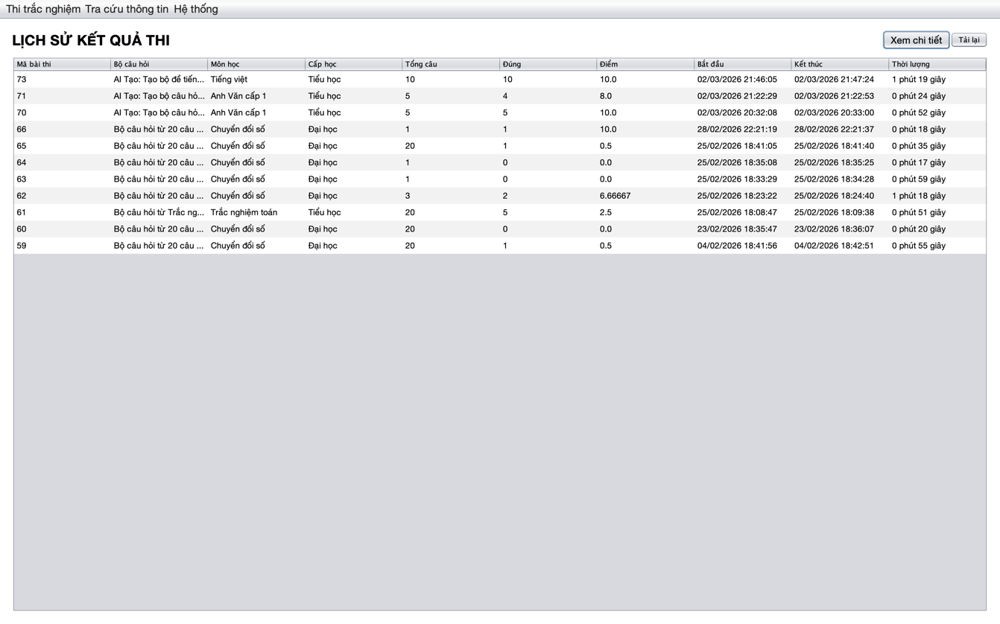 Thi trắc nghiệm Tra cứu thông tin Hệ thống
LỊCH SỬ KẾT QUẢ THI
Xem chi tiết Tải lại
Mã bài thi Bộ câu hỏi Môn học Cấp học Tổng câu Đúng Điểm Bắt đầu Kết thúc Thời lượng
73 AI Tạo: Tạo bộ đề tiến... Tiếng việt Tiểu học 10 10 10.0 02/03/2026 21:46:05 02/03/2026 21:47:24 1 phút 19 giây
71 AI Tạo: Tạo bộ câu hỏ... Anh Văn cấp 1 Tiểu học 5 4 8.0 02/03/2026 21:22:29 02/03/2026 21:22:53 0 phút 24 giây
70 AI Tạo: Tạo bộ câu hỏ... Anh Văn cấp 1 Tiểu học 5 5 10.0 02/03/2026 20:32:08 02/03/2026 20:33:00 0 phút 52 giây
66 Bộ câu hỏi từ 20 câu ... Chuyển đổi số Đại học 1 1 10.0 28/02/2026 22:21:19 28/02/2026 22:21:37 0 phút 18 giây
65 Bộ câu hỏi từ 20 câu ... Chuyển đổi số Đại học 20 1 0.5 25/02/2026 18:41:05 25/02/2026 18:41:40 0 phút 35 giây
64 Bộ câu hỏi từ 20 câu ... Chuyển đổi số Đại học 1 0 0.0 25/02/2026 18:35:08 25/02/2026 18:35:25 0 phút 17 giây
63 Bộ câu hỏi từ 20 câu ... Chuyển đổi số Đại học 1 0 0.0 25/02/2026 18:33:29 25/02/2026 18:34:28 0 phút 59 giây
62 Bộ câu hỏi từ 20 câu ... Chuyển đổi số Đại học 3 2 6.66667 25/02/2026 18:23:22 25/02/2026 18:24:40 1 phút 18 giây
61 Bộ câu hỏi từ Trắc ng... Trắc nghiệm toán Tiểu học 20 5 2.5 25/02/2026 18:08:47 25/02/2026 18:09:38 0 phút 51 giây
60 Bộ câu hỏi từ 20 câu ... Chuyển đổi số Đại học 20 0 0.0 23/02/2026 18:35:47 23/02/2026 18:36:07 0 phút 20 giây
59 Bộ câu hỏi từ 20 câu ... Chuyển đổi số Đại học 20 1 0.5 04/02/2026 18:41:56 04/02/2026 18:42:51 0 phút 55 giây